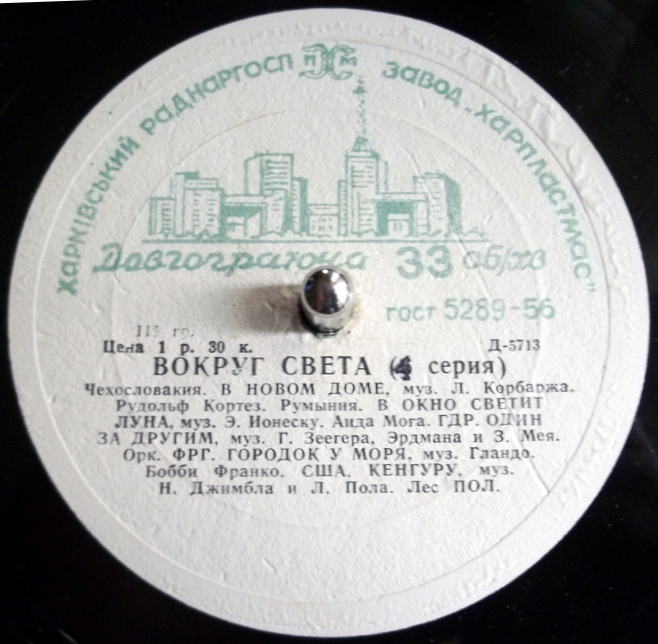 ХАРКІВСЬКИЙ РАДНАРГОСП ПМ ЗАВОД „ХАРПЛАСТМАС"
Довгограюча 33 об/хв
ГОСТ 5289-56
гр.
Цена 1 р. 30 к. Д-5713
ВОКРУГ СВЕТА (4 серия)
Чехословакия. В НОВОМ ДОМЕ, муз. Л. Корбаржа.
Рудольф Кортез. Румыния. В ОКНО СВЕТИТ
ЛУНА, муз. Э. Ионеску. Аида Мога. ГДР. ОДИН
ЗА ДРУГИМ, муз. Г. Зеегера, Эрдмана и З. Мея.
Орк. ФРГ. ГОРОДОК У МОРЯ, муз. Гландо.
Бобби Франко. США. КЕНГУРУ, муз.
Н. Джимбла и Л. Пола. Лес ПОЛ.